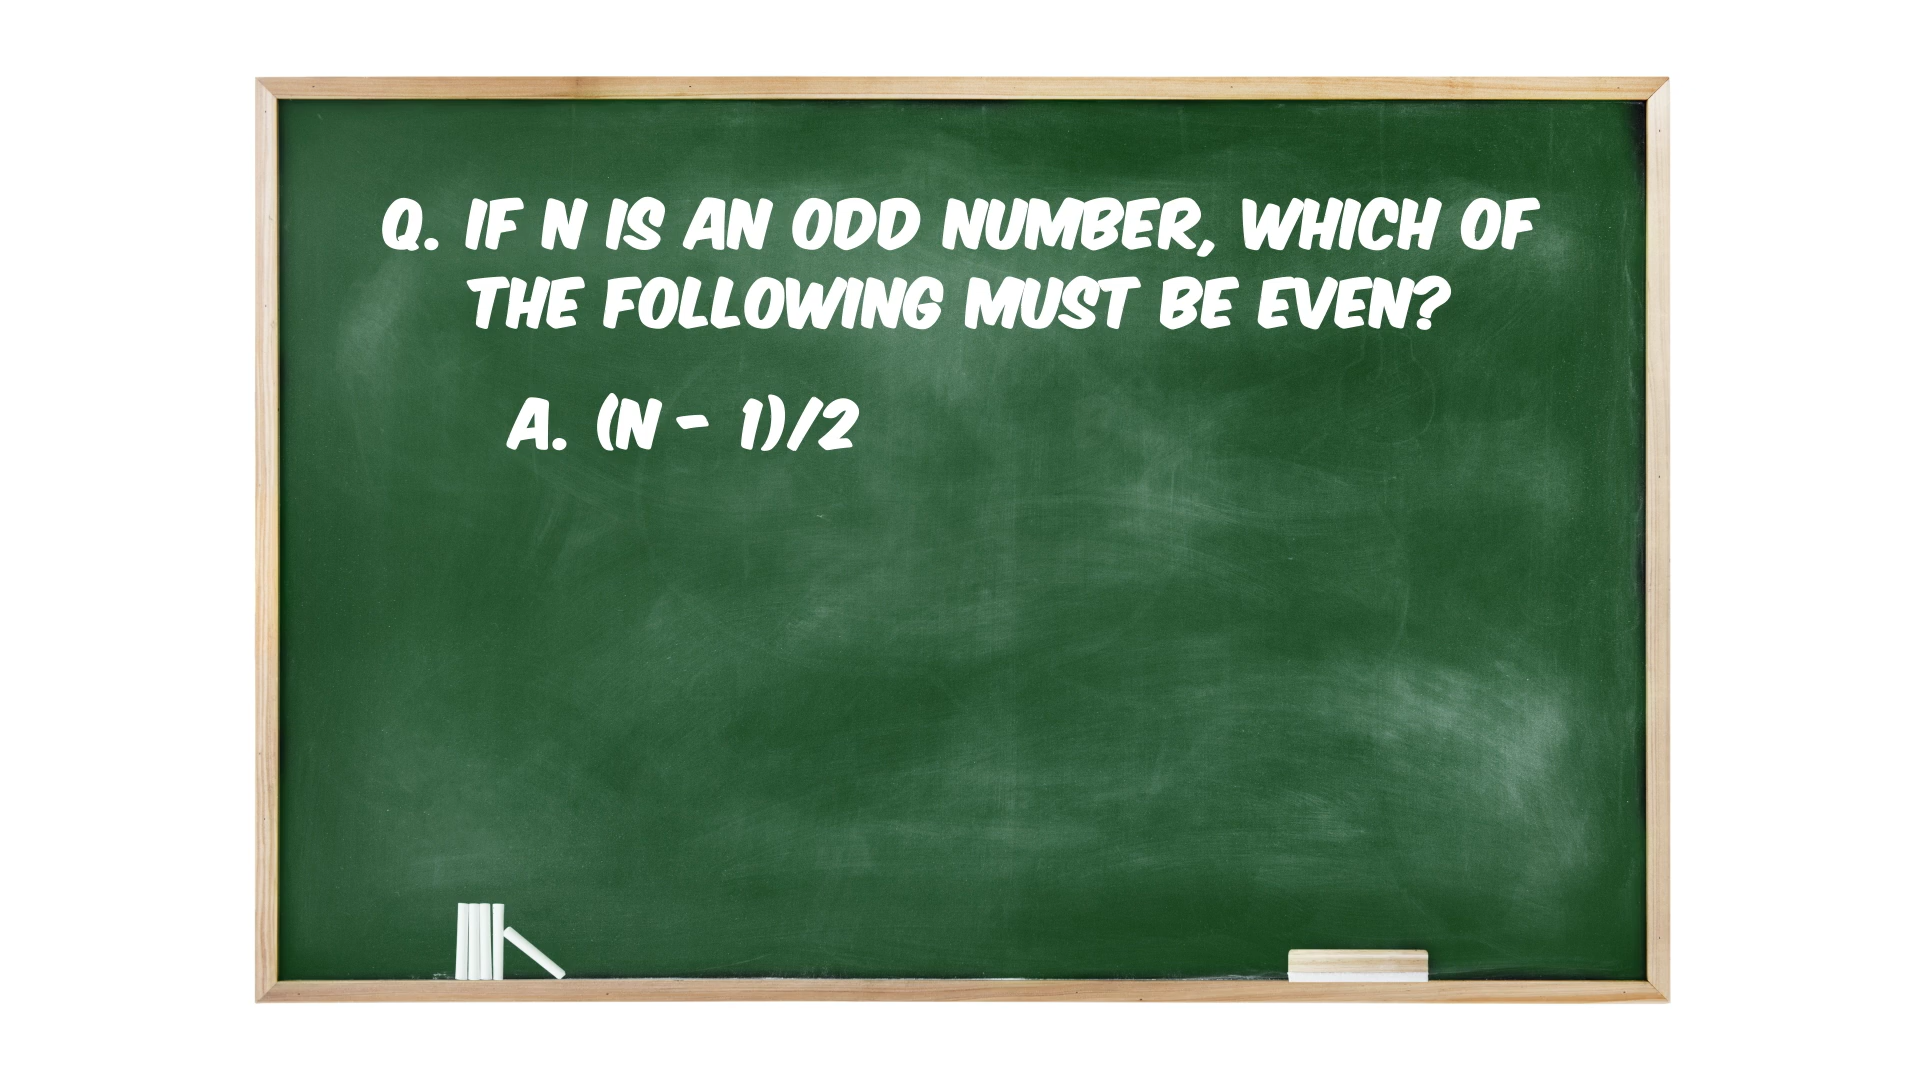 Q. IF N IS AN ODD NUMBER, WHICH OF
THE FOLLOWING MUST BE EVEN?
A. (N - 1)/2